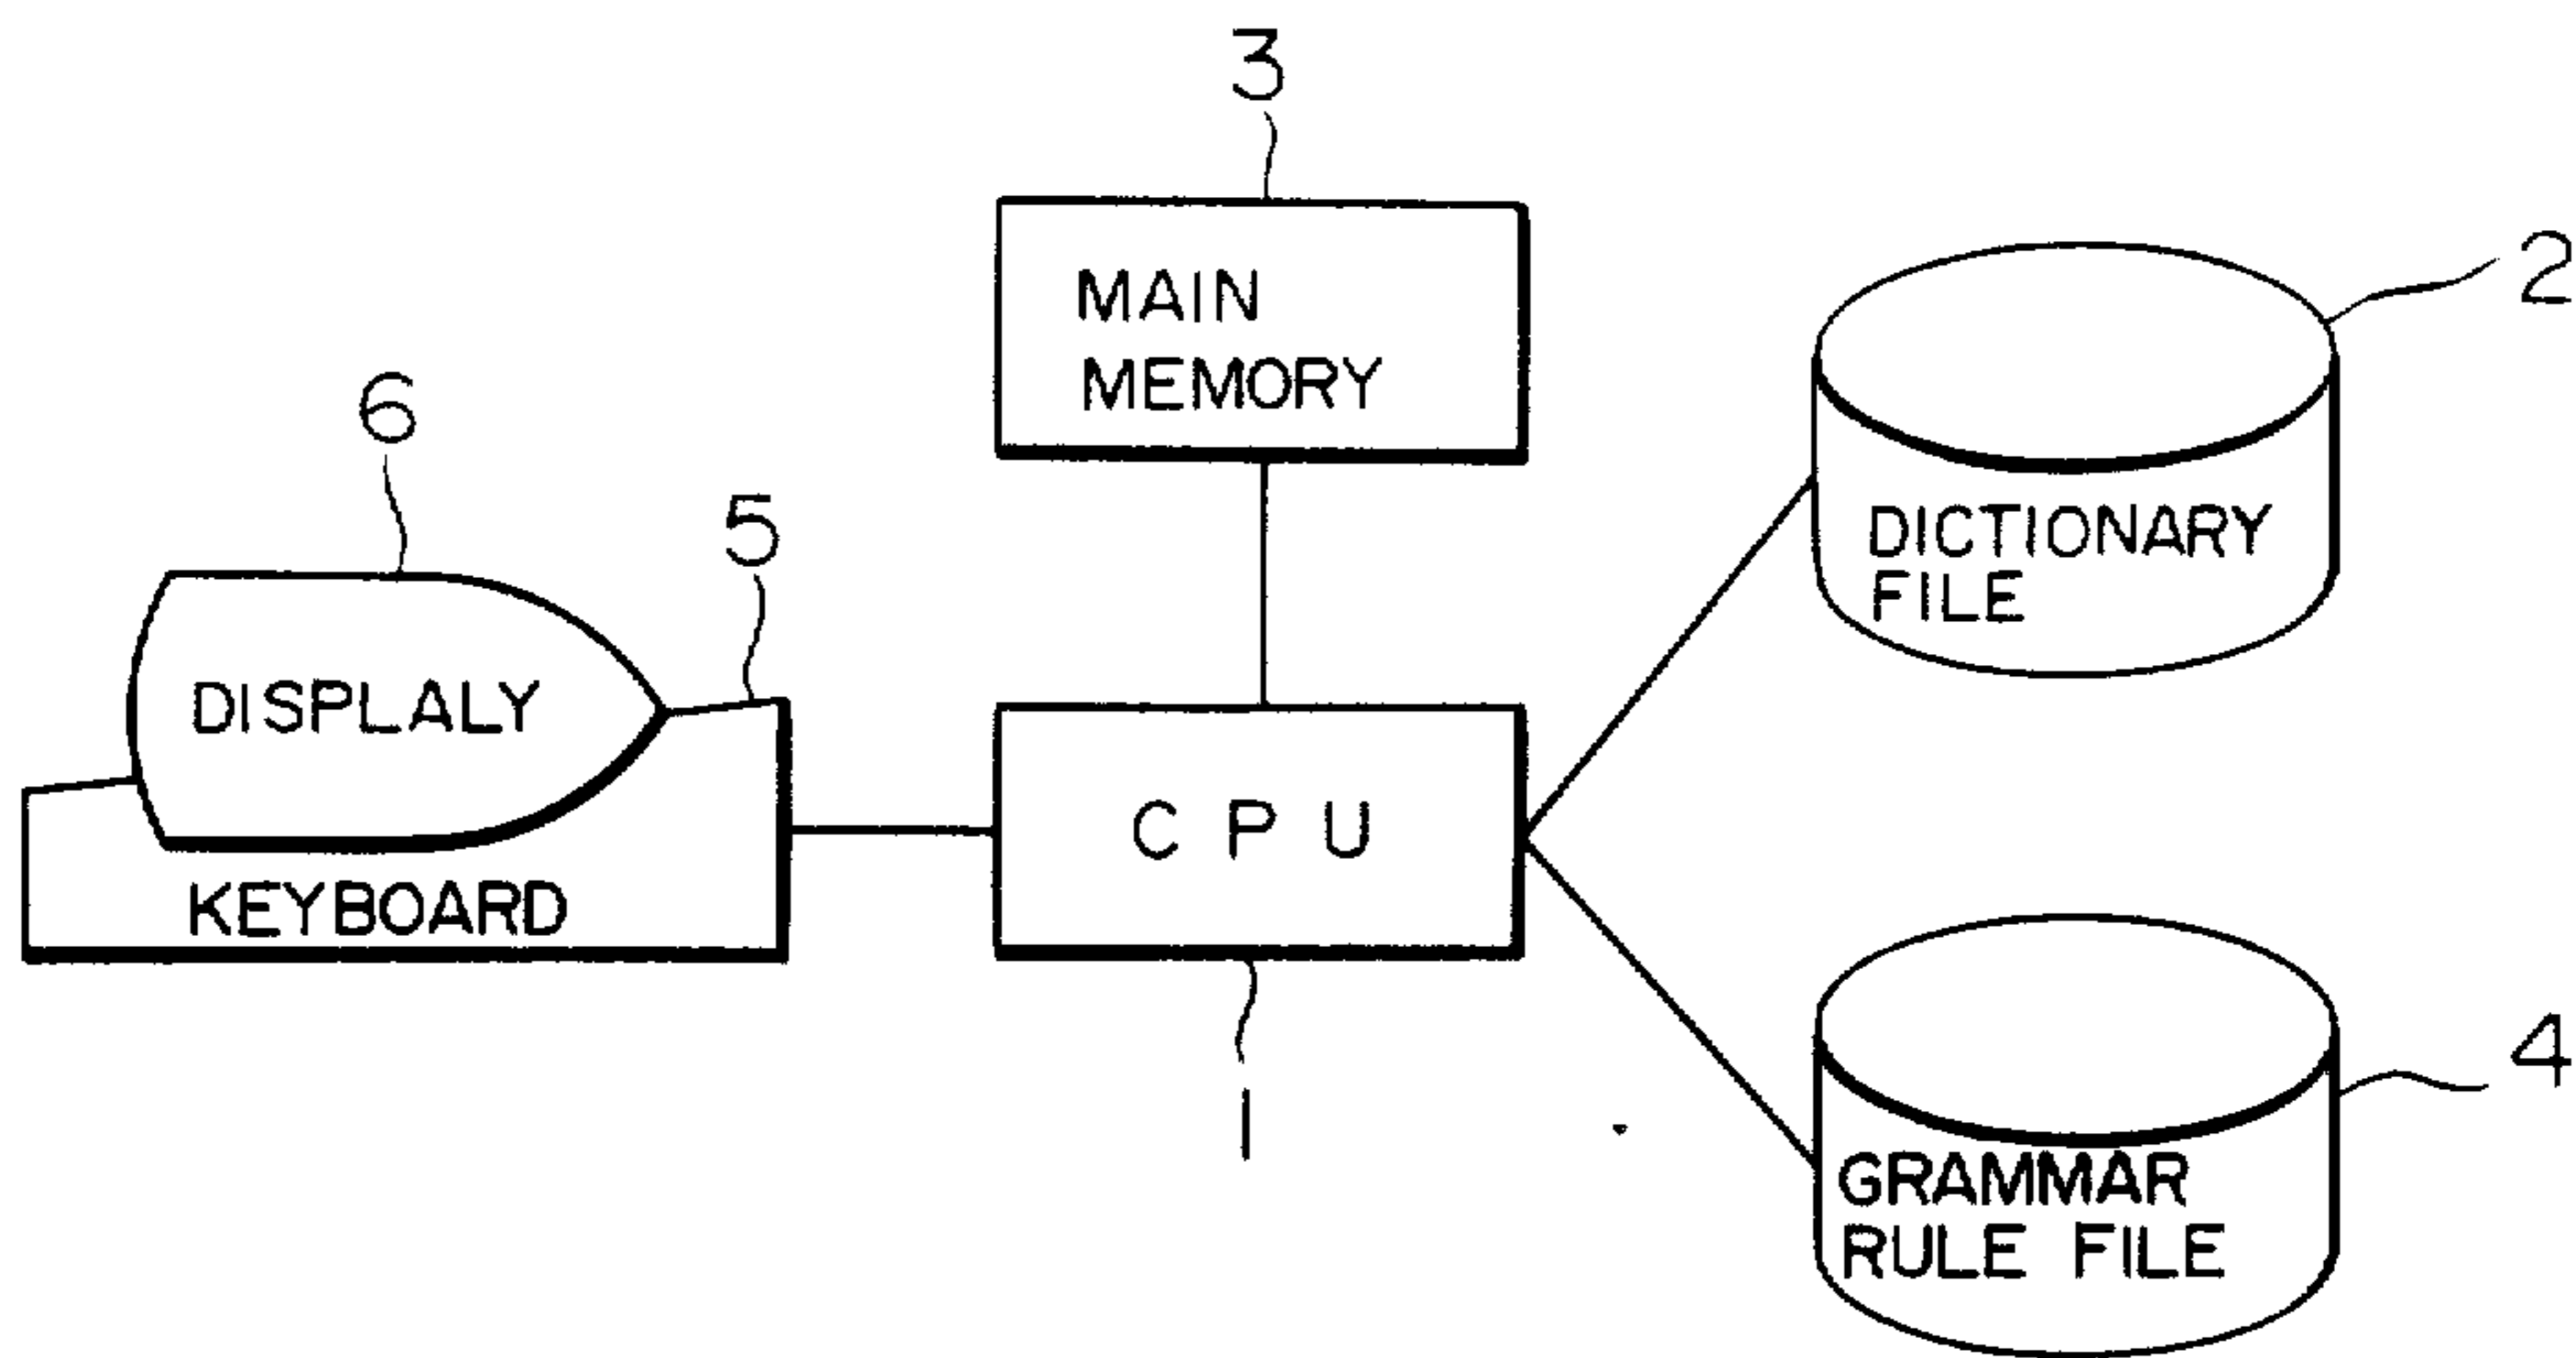 3
MAIN
MEMORY
2
DICTIONARY
FILE
6
5
DISPLALY
KEYBOARD
C P U
1
4
GRAMMAR
RULE FILE